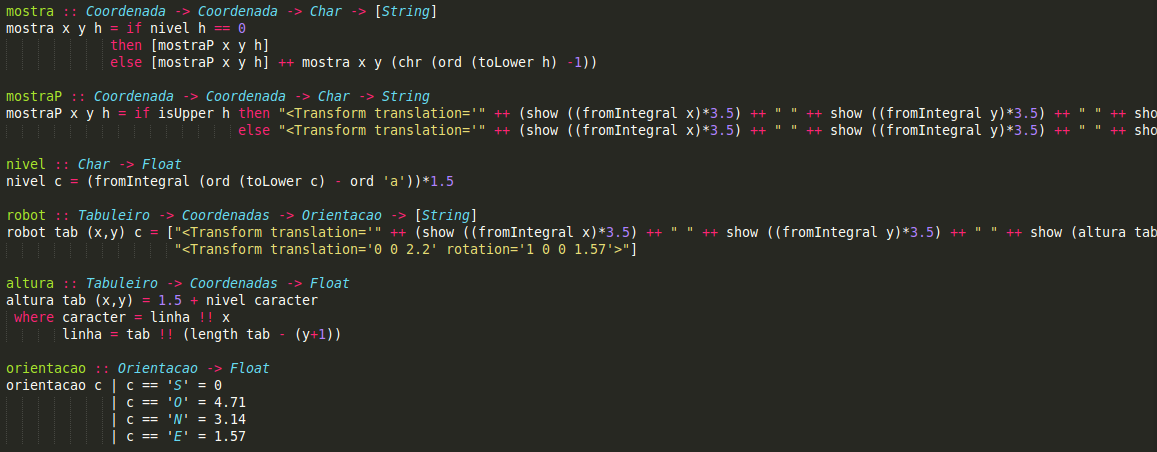 mostra :: Coordenada -> Coordenada -> Char -> [String]
mostra x y h = if nivel h == 0
             then [mostraP x y h]
             else [mostraP x y h] ++ mostra x y (chr (ord (toLower h) -1))

mostraP :: Coordenada -> Coordenada -> Char -> String
mostraP x y h = if isUpper h then "<Transform translation='" ++ (show ((fromIntegral x)*3.5) ++ " " ++ show ((fromIntegral y)*3.5) ++ " " ++ sho
                             else "<Transform translation='" ++ (show ((fromIntegral x)*3.5) ++ " " ++ show ((fromIntegral y)*3.5) ++ " " ++ sho

nivel :: Char -> Float
nivel c = (fromIntegral (ord (toLower c) - ord 'a'))*1.5

robot :: Tabuleiro -> Coordenadas -> Orientacao -> [String]
robot tab (x,y) c = ["<Transform translation='" ++ (show ((fromIntegral x)*3.5) ++ " " ++ show ((fromIntegral y)*3.5) ++ " " ++ show (altura tab
                     "<Transform translation='0 0 2.2' rotation='1 0 0 1.57'>"]

altura :: Tabuleiro -> Coordenadas -> Float
altura tab (x,y) = 1.5 + nivel caracter
 where caracter = linha !! x
       linha = tab !! (length tab - (y+1))

orientacao :: Orientacao -> Float
orientacao c | c == 'S' = 0
             | c == 'O' = 4.71
             | c == 'N' = 3.14
             | c == 'E' = 1.57